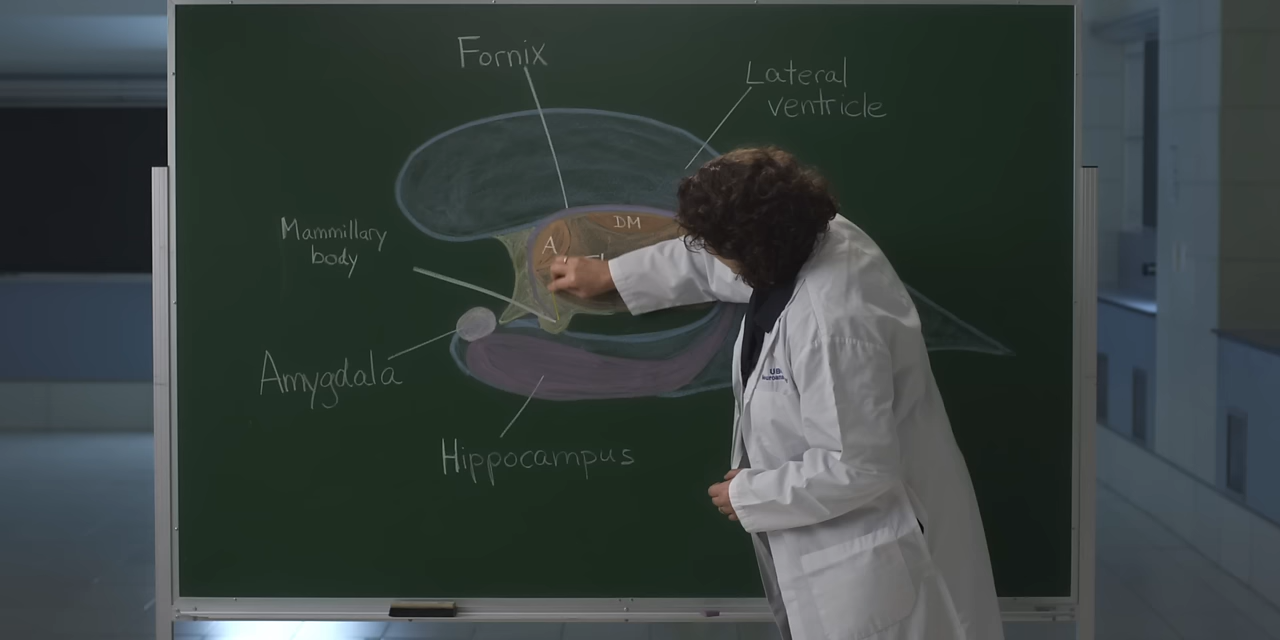 Fornix
Lateral
ventricle
DM
A
Mammillary
body
Amygdala
Hippocampus